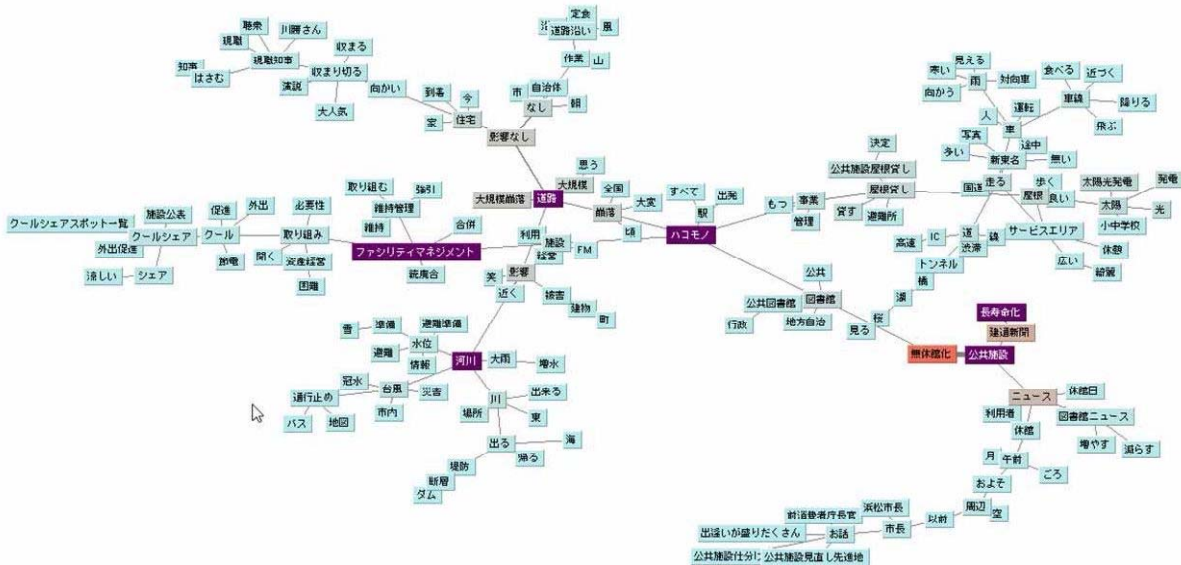 聴衆
川勝さん
現職
現職知事
収まる
知事
はさむ
収まり切る
演説
向かい
大人気
到着
今
家
住宅
影響なし
定食
道路沿い
風
作業
山
自治体
市
なし
朝
思う
大規模
大規模崩落
道路
全国
崩落
大変
すべて
出発
駅
ハコモノ
頃
FM
施設
利用
経営
影響
笑
近く
被害
建物
町
取り組む
強引
維持管理
維持
合併
ファシリティマネジメント
統廃合
必要性
取り組み
聞く
資産経営
困難
促進
外出
クール
節電
クールシェアスポット一覧
施設公表
クールシェア
外出促進
涼しい
シェア
雪
準備
避難準備
避難
水位
情報
河川
大雨
増水
冠水
台風
災害
通行止め
市内
バス
地図
川
場所
出来る
東
出る
海
帰る
堤防
断層
ダム
もつ
事業
管理
決定
公共施設屋根貸し
屋根貸し
貸す
避難所
国道
走る
屋根
歩く
良い
太陽光発電
発電
太陽
光
小中学校
サービスエリア
休憩
広い
綺麗
道
線
渋滞
IC
高速
トンネル
橋
湖
桜
見る
見える
寒い
雨
対向車
向かう
人
車
運転
写真
多い
新東名
途中
無い
食べる
近づく
車線
降りる
飛ぶ
公共
図書館
公共図書館
行政
地方自治
長寿命化
建通新聞
無休館化
公共施設
ニュース
休館日
利用者
休館
図書館ニュース
増やす
減らす
月
午前
ごろ
およそ
周辺
空
以前
市長
浜松市長
前消費者庁長官
お話
出逢いが盛りだくさん
公共施設仕分け
公共施設見直し先進地